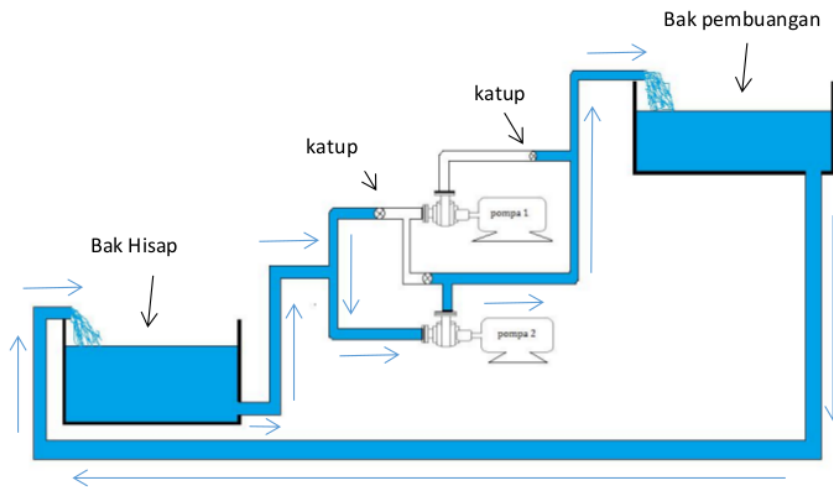 Bak pembuangan
katup
katup
pompa 1
Bak Hisap
pompa 2